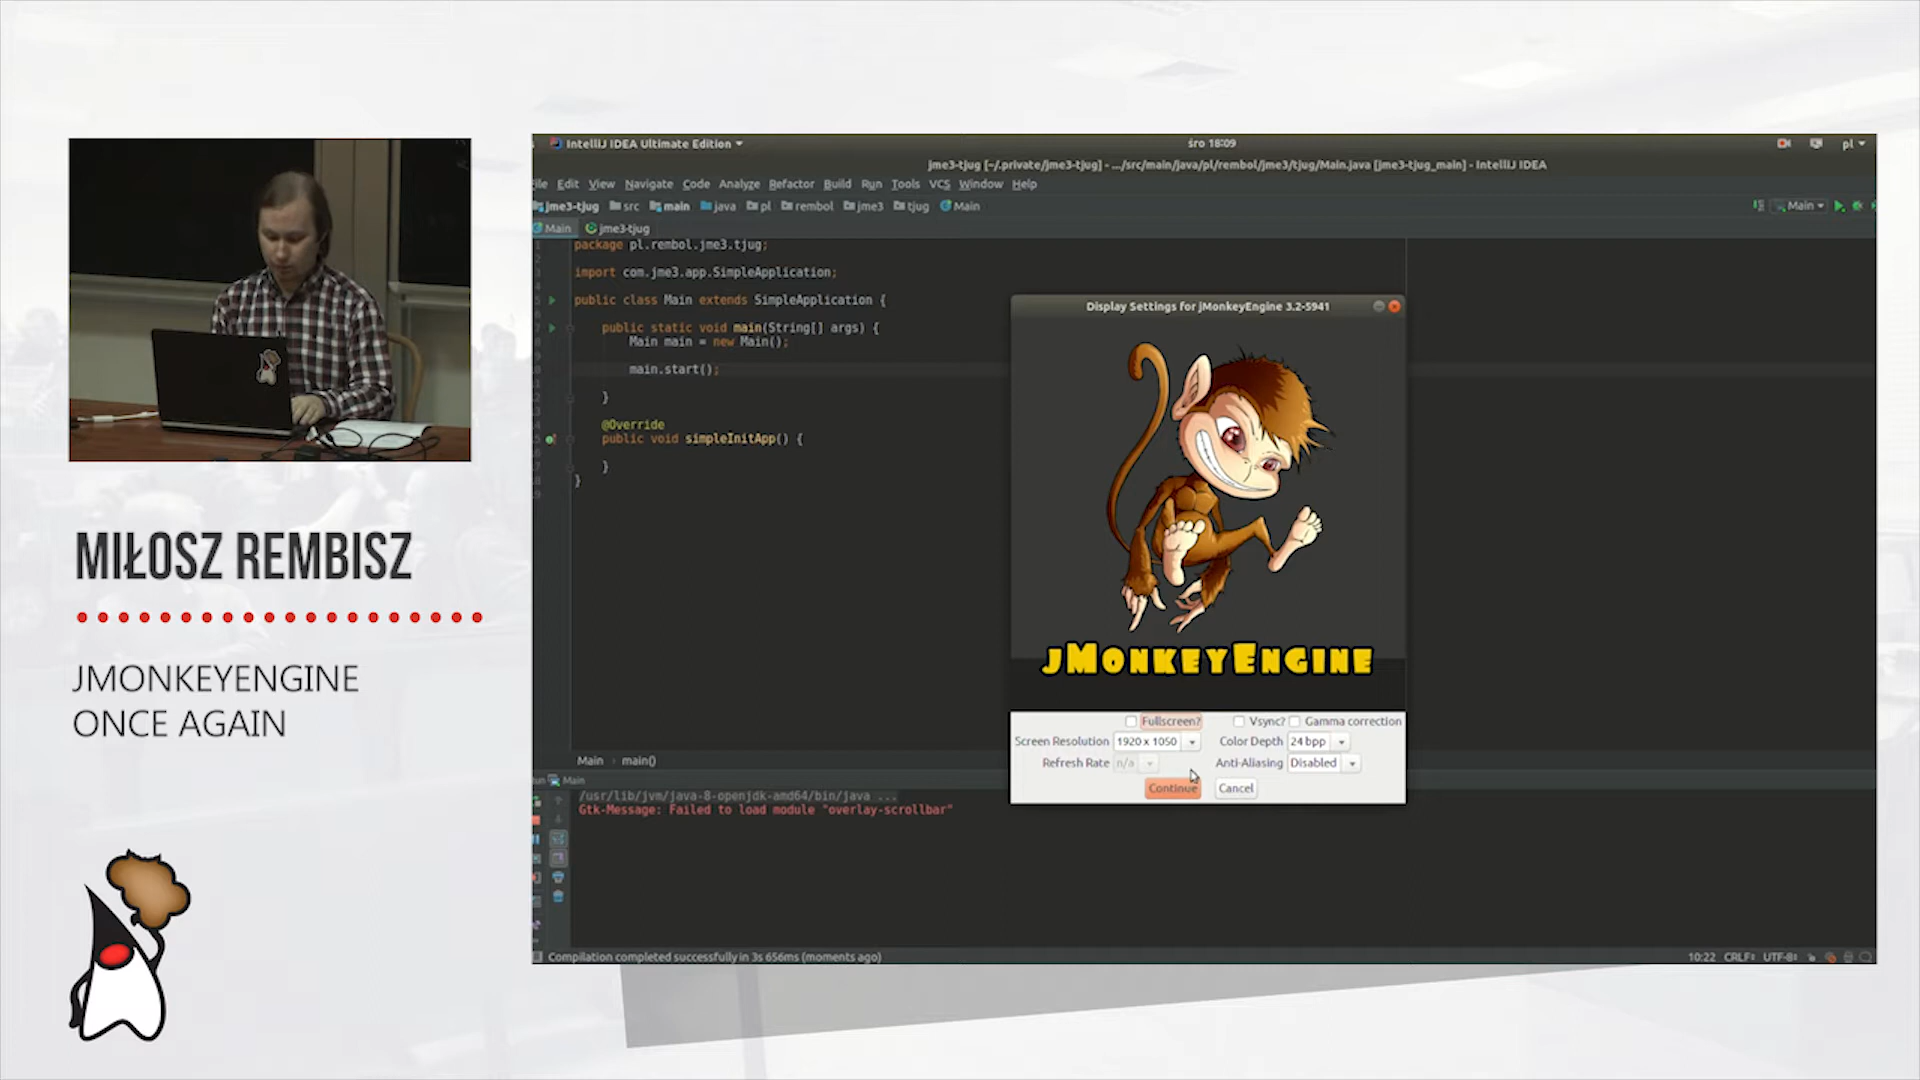 MIŁOSZ REMBISZ
JMONKEYENGINE
ONCE AGAIN
IntelliJ IDEA Ultimate Edition
śro 18:09
pl
jme3-tjug [~/.private/jme3-tjug] - .../src/main/java/pl/rembol/jme3/tjug/Main.java [jme3-tjug_main] - IntelliJ IDEA
Edit View Navigate Code Analyze Refactor Build Run Tools VCS Window Help
jme3-tjug src main java pl rembol jme3 tjug Main
Main
Main jme3-tjug
package pl.rembol.jme3.tjug;
import com.jme3.app.SimpleApplication;
public class Main extends SimpleApplication {
public static void main(String[] args) {
Main main = new Main();
main.start();
}
@Override
public void simpleInitApp() {
}
}
Display Settings for jMonkeyEngine 3.2-5941
JMONKEYENGINE
Fullscreen? Vsync? Gamma correction
Screen Resolution 1920 x 1050 Color Depth 24 bpp
Refresh Rate n/a Anti-Aliasing Disabled
Continue Cancel
Main main()
Main
/usr/lib/jvm/java-8-openjdk-amd64/bin/java ...
Gtk-Message: Failed to load module "overlay-scrollbar"
Compilation completed successfully in 3s 656ms (moments ago)
10:22 CRLF UTF-8